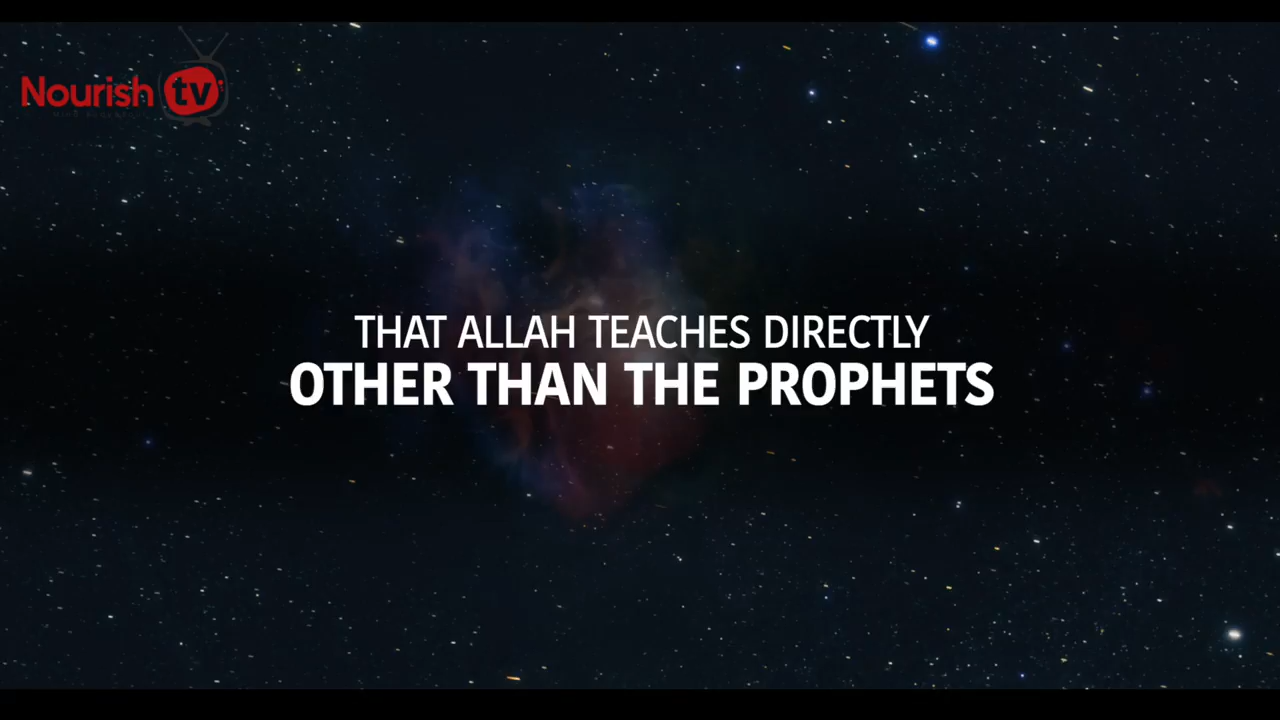 Nourish tv
THAT ALLAH TEACHES DIRECTLY
OTHER THAN THE PROPHETS